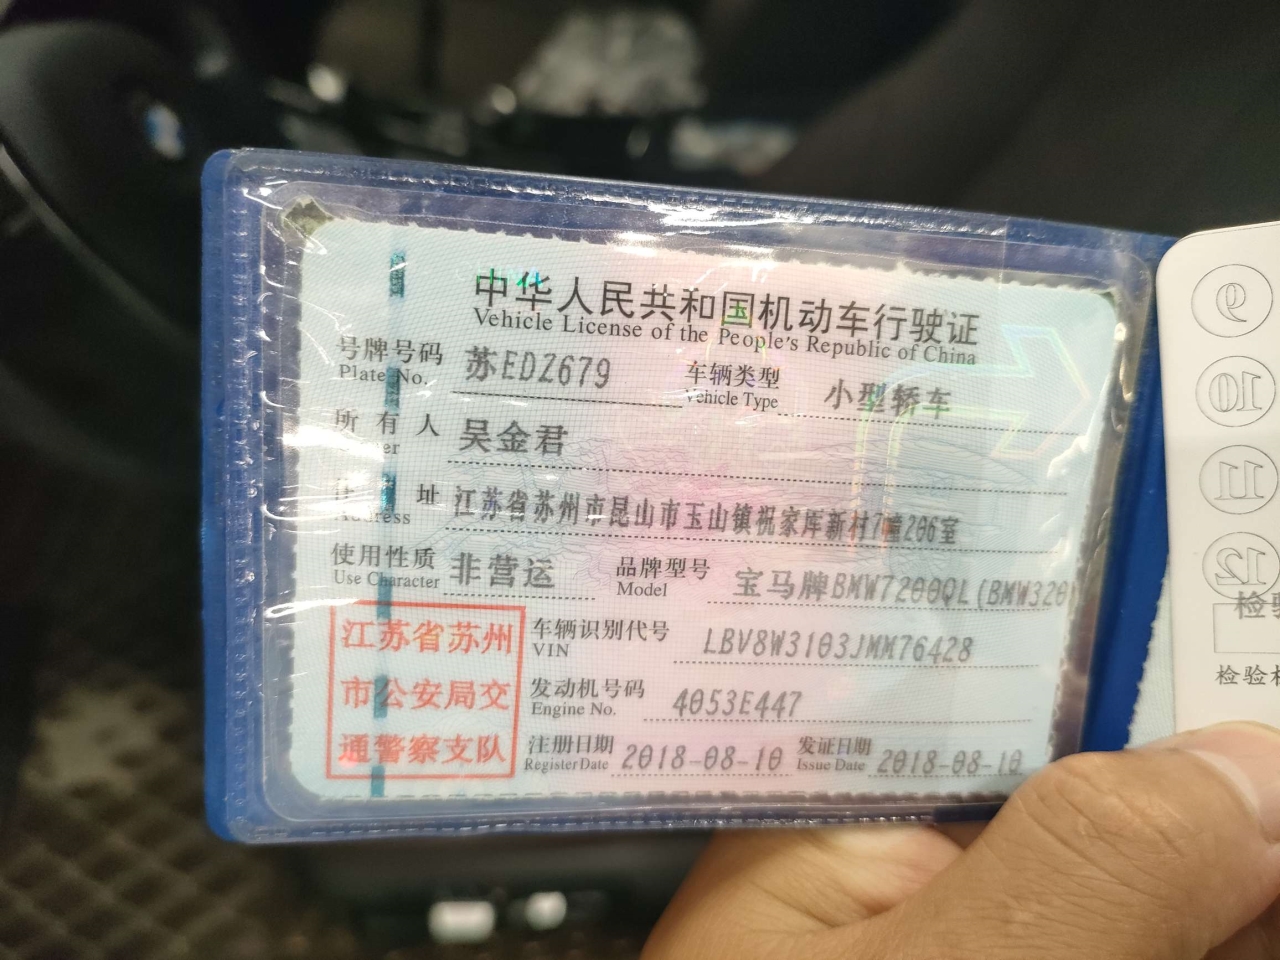 中华人民共和国机动车行驶证
Vehicle License of the People's Republic of China
号牌号码 苏EDZ679 车辆类型 小型轿车
Plate No. Vehicle Type
所有人 吴金君
址 江苏省苏州市昆山市玉山镇祝家厍新村7幢206室
Address
使用性质 非营运 品牌型号 宝马牌BMW7200QL(BMW320
Use Character Model
江苏省苏州
市公安局交
通警察支队
车辆识别代号 LBV8W3103JMM76428
VIN
发动机号码 4053E447
Engine No.
注册日期 2018-08-10 发证日期 2018-08-10
Register Date Issue Date
9
10
11
12